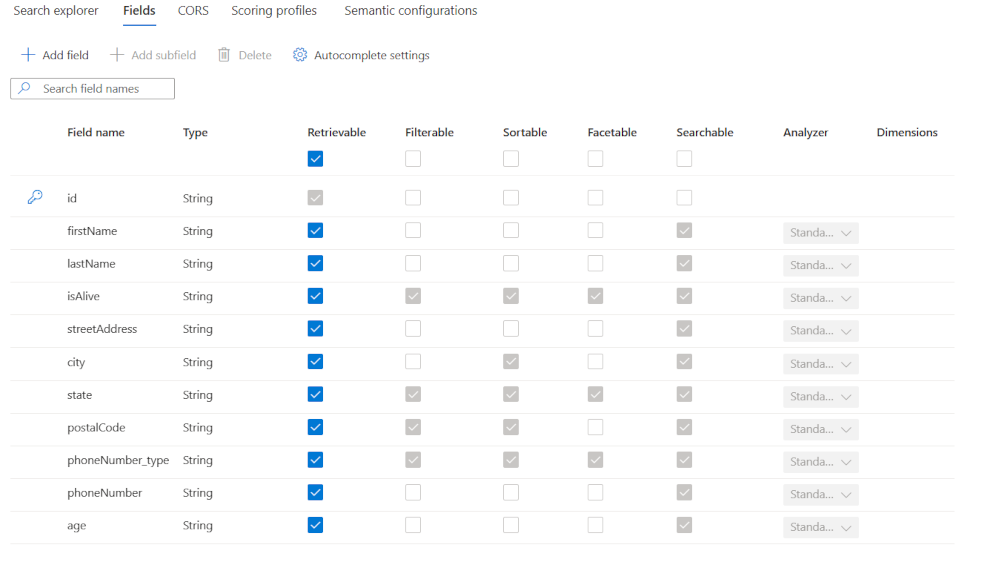 Search explorer Fields CORS Scoring profiles Semantic configurations
Add field Add subfield Delete Autocomplete settings
Search field names
Field name Type Retrievable Filterable Sortable Facetable Searchable Analyzer Dimensions
id String
firstName String Standa...
lastName String Standa...
isAlive String Standa...
streetAddress String Standa...
city String Standa...
state String Standa...
postalCode String Standa...
phoneNumber_type String Standa...
phoneNumber String Standa...
age String Standa...